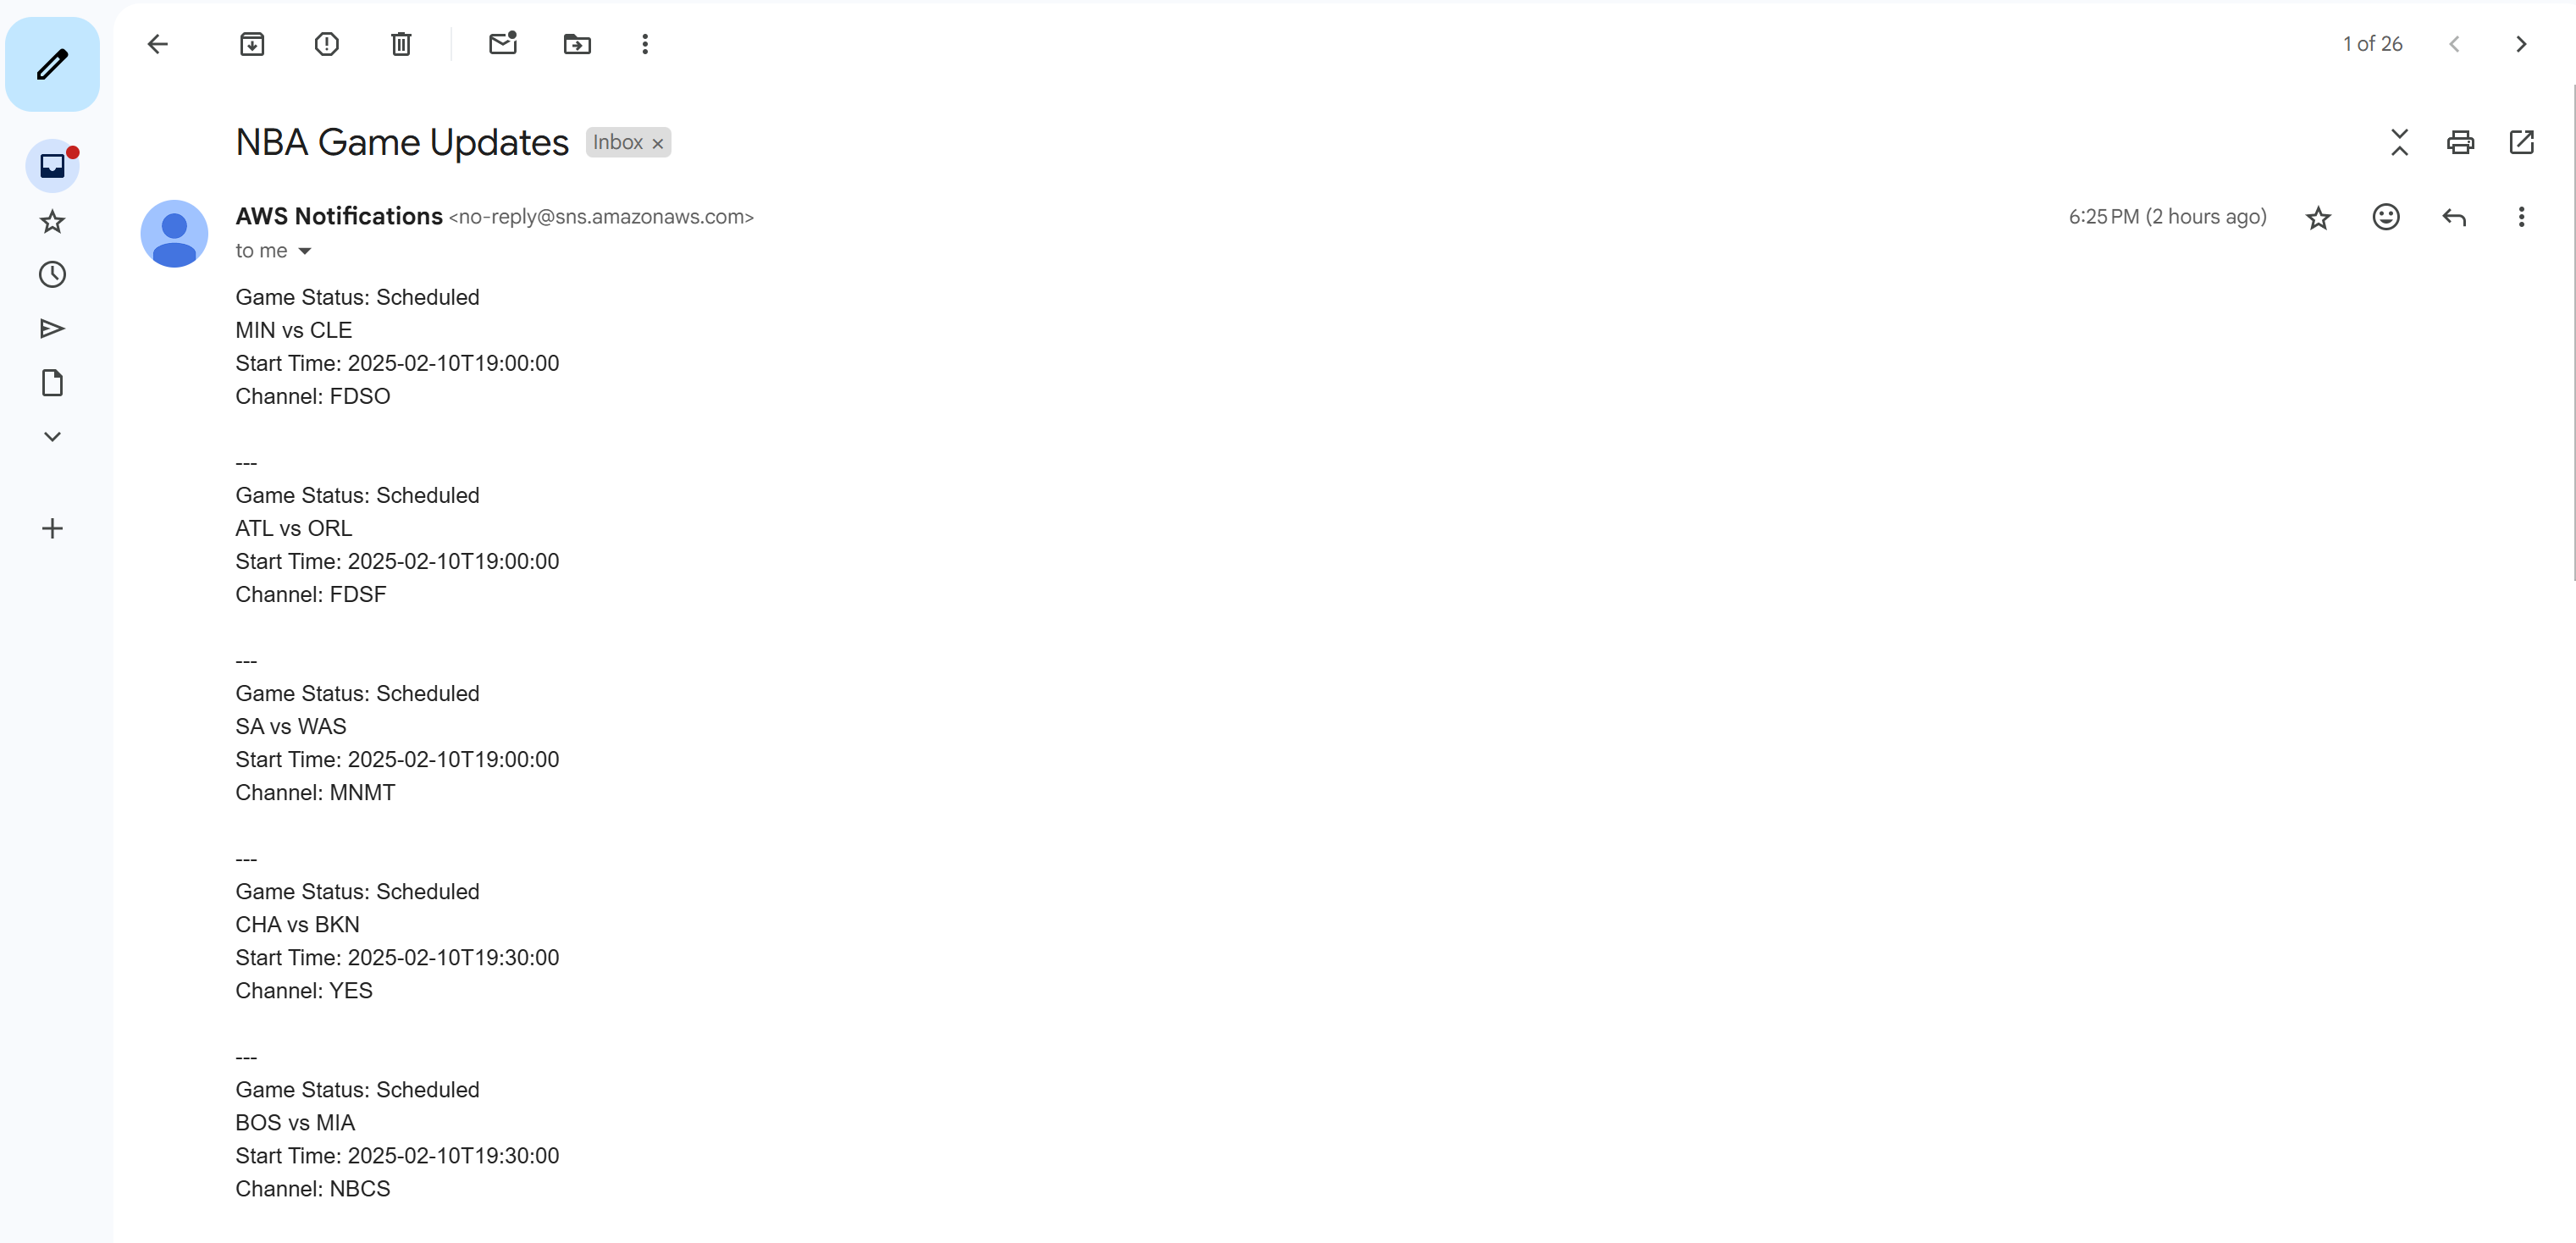 1 of 26
NBA Game Updates Inbox ×
AWS Notifications <no-reply@sns.amazonaws.com>
6:25 PM (2 hours ago)
to me
Game Status: Scheduled
MIN vs CLE
Start Time: 2025-02-10T19:00:00
Channel: FDSO
---
Game Status: Scheduled
ATL vs ORL
Start Time: 2025-02-10T19:00:00
Channel: FDSF
---
Game Status: Scheduled
SA vs WAS
Start Time: 2025-02-10T19:00:00
Channel: MNMT
---
Game Status: Scheduled
CHA vs BKN
Start Time: 2025-02-10T19:30:00
Channel: YES
---
Game Status: Scheduled
BOS vs MIA
Start Time: 2025-02-10T19:30:00
Channel: NBCS